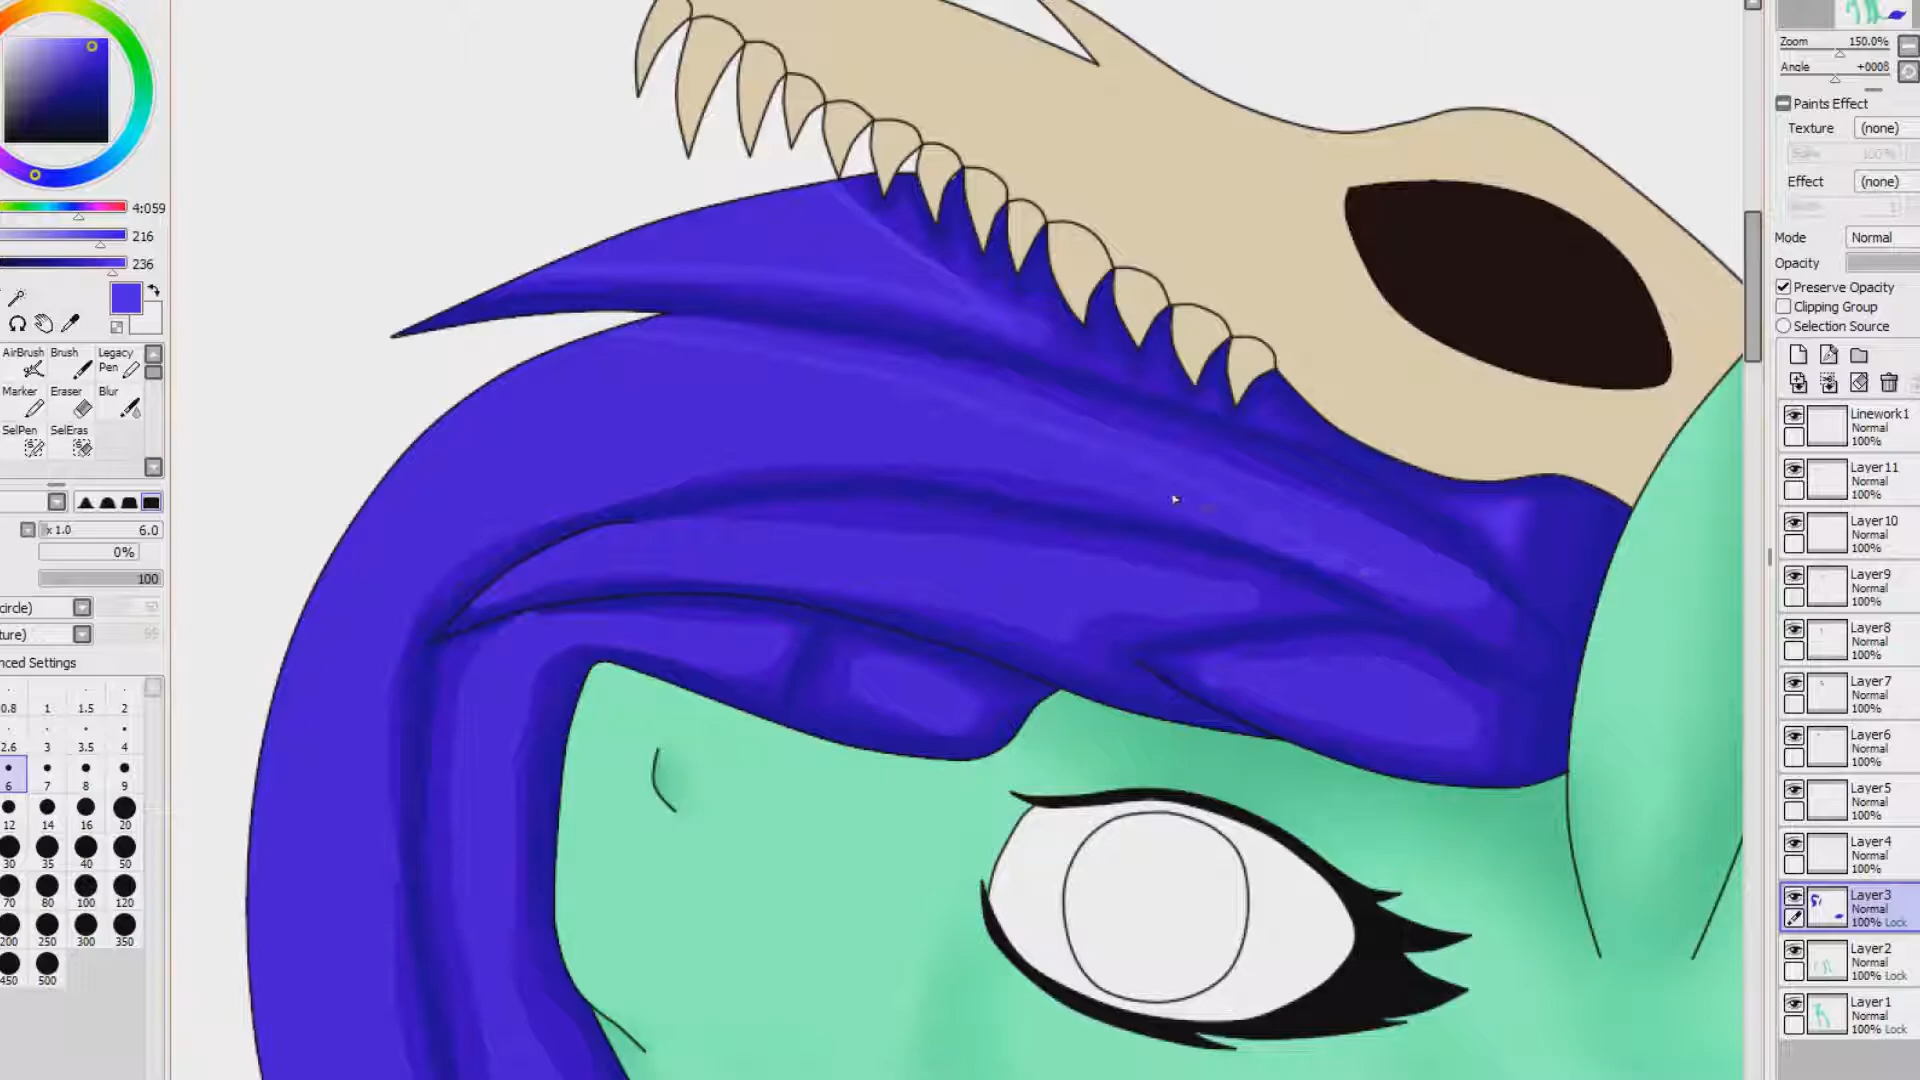 4:059
216
236
AirBrush Brush Legacy Pen
Marker Eraser Blur
SelPen SelEras
x 1.0 6.0
0%
100
circle)
ture)
nced Settings
0.8 1 1.5 2
2.6 3 3.5 4
6 7 8 9
12 14 16 20
30 35 40 50
70 80 100 120
200 250 300 350
450 500
Zoom 150.0%
Angle +0008
Paints Effect
Texture (none)
100%
Effect (none)
Mode Normal
Opacity
Preserve Opacity
Clipping Group
Selection Source
Linework1
Normal
100%
Layer11
Normal
100%
Layer10
Normal
100%
Layer9
Normal
100%
Layer8
Normal
100%
Layer7
Normal
100%
Layer6
Normal
100%
Layer5
Normal
100%
Layer4
Normal
100%
Layer3
Normal
100% Lock
Layer2
Normal
100% Lock
Layer1
Normal
100% Lock